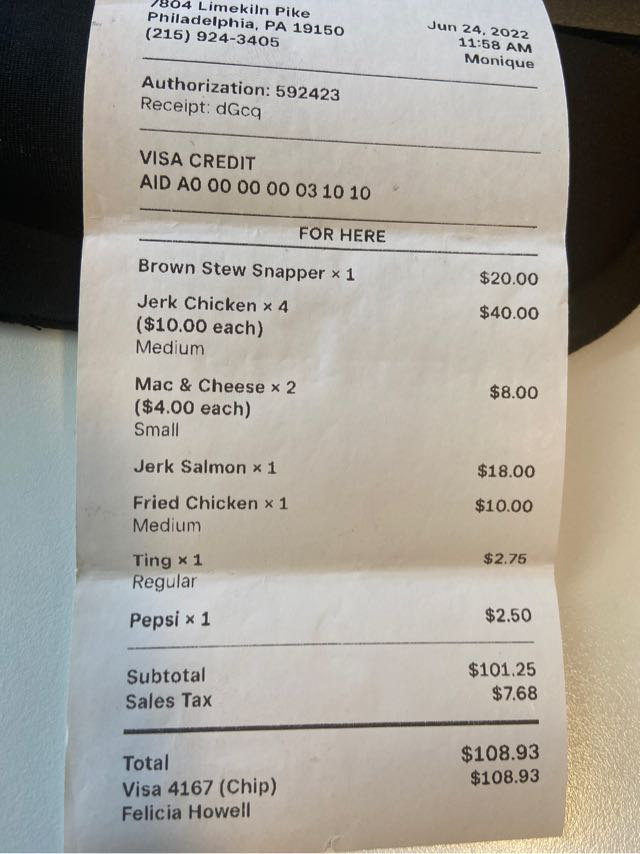 7804 Limekiln Pike
Philadelphia, PA 19150
(215) 924-3405
Jun 24, 2022
11:58 AM
Monique
Authorization: 592423
Receipt: dGcq
VISA CREDIT
AID A0 00 00 00 03 10 10
FOR HERE
Brown Stew Snapper × 1 $20.00
Jerk Chicken × 4 $40.00
($10.00 each)
Medium
Mac & Cheese × 2 $8.00
($4.00 each)
Small
Jerk Salmon × 1 $18.00
Fried Chicken × 1 $10.00
Medium
Ting × 1 $2.75
Regular
Pepsi × 1 $2.50
Subtotal $101.25
Sales Tax $7.68
Total $108.93
Visa 4167 (Chip) $108.93
Felicia Howell